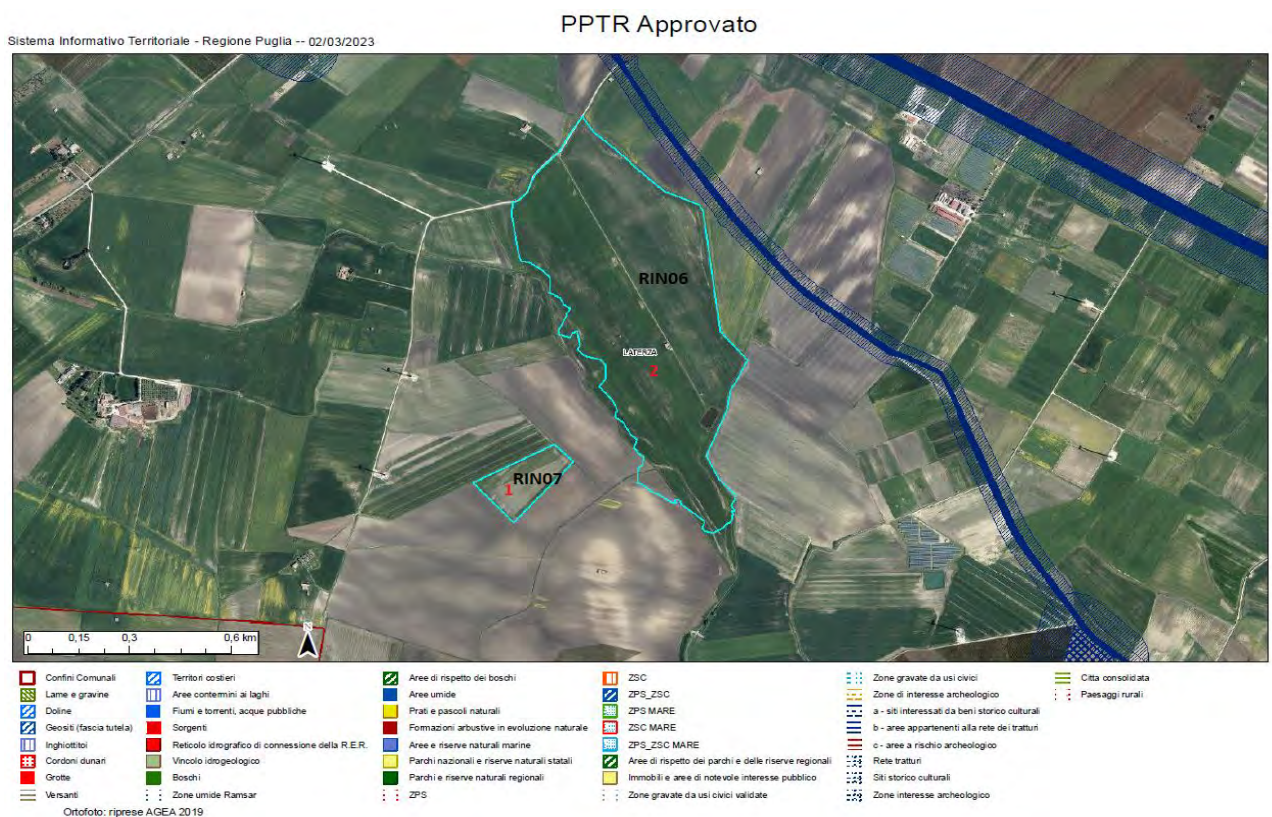 PPTR Approvato
Sistema Informativo Territoriale - Regione Puglia -- 02/03/2023
RIN06
LATERZA
2
RIN07
1
0 0,15 0,3 0,6 km
N
Confini Comunali
Lame e gravine
Doline
Geositi (fascia tutela)
Inghiottitoi
Cordoni dunari
Grotte
Versanti
Territori costieri
Aree contermini ai laghi
Fiumi e torrenti, acque pubbliche
Sorgenti
Reticolo idrografico di connessione della R.E.R.
Vincolo idrogeologico
Boschi
Zone umide Ramsar
Aree di rispetto dei boschi
Aree umide
Prati e pascoli naturali
Formazioni arbustive in evoluzione naturale
Aree e riserve naturali marine
Parchi nazionali e riserve naturali statali
Parchi e riserve naturali regionali
ZPS
ZSC
ZPS_ZSC
ZPS MARE
ZSC MARE
ZPS_ZSC MARE
Aree di rispetto dei parchi e delle riserve regionali
Immobili e aree di notevole interesse pubblico
Zone gravate da usi civici validate
Zone gravate da usi civici
Zone di interesse archeologico
a - siti interessati da beni storico culturali
b - aree appartenenti alla rete dei tratturi
c - aree a rischio archeologico
Rete tratturi
Siti storico culturali
Zone interesse archeologico
Citta consolidata
Paesaggi rurali
Ortofoto: riprese AGEA 2019